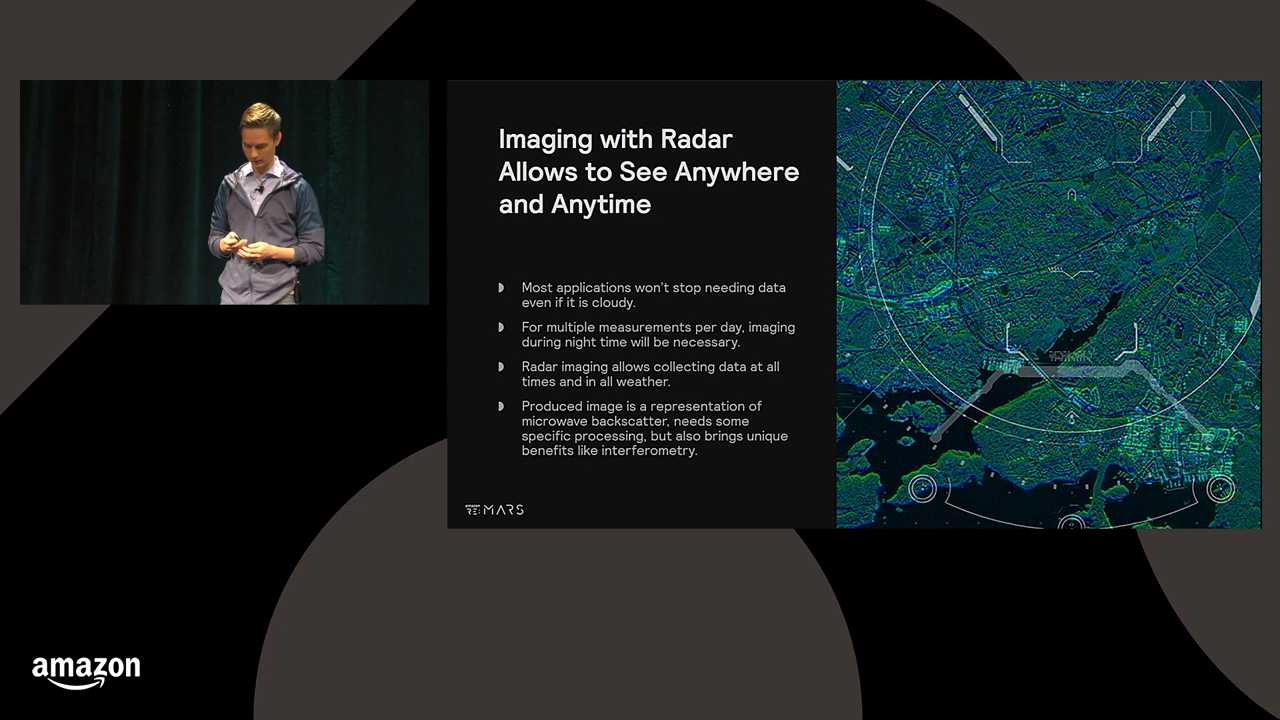 Imaging with Radar
Allows to See Anywhere
and Anytime
Most applications won't stop needing data
even if it is cloudy.
For multiple measurements per day, imaging
during night time will be necessary.
Radar imaging allows collecting data at all
times and in all weather.
Produced image is a representation of
microwave backscatter, needs some
specific processing, but also brings unique
benefits like interferometry.
amazon
RE:MARS
amazon